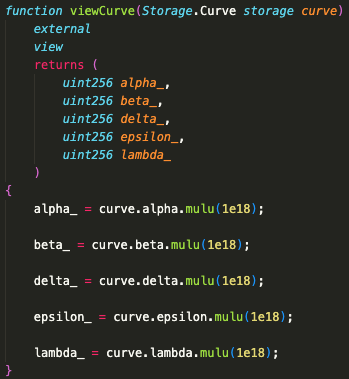 function viewCurve(Storage.Curve storage curve)
    external
    view
    returns (
        uint256 alpha_,
        uint256 beta_,
        uint256 delta_,
        uint256 epsilon_,
        uint256 lambda_
    )
{
    alpha_ = curve.alpha.mulu(1e18);
    beta_ = curve.beta.mulu(1e18);
    delta_ = curve.delta.mulu(1e18);
    epsilon_ = curve.epsilon.mulu(1e18);
    lambda_ = curve.lambda.mulu(1e18);
}